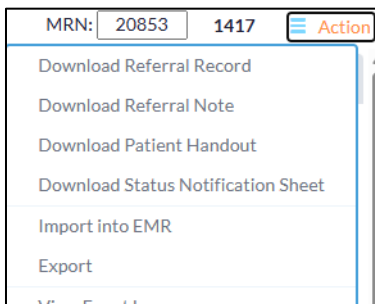 MRN: 20853 1417 Action
Download Referral Record
Download Referral Note
Download Patient Handout
Download Status Notification Sheet
Import into EMR
Export